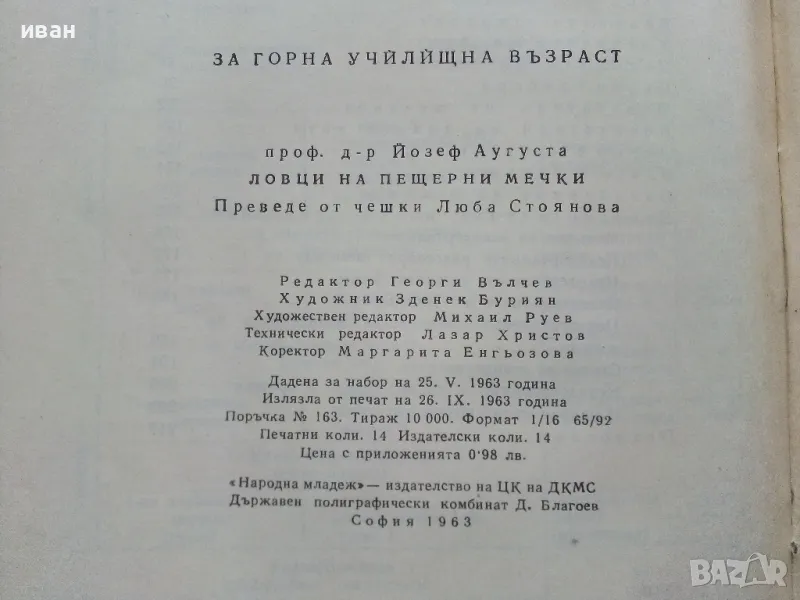 иван
ЗА ГОРНА УЧИЛИЩНА ВЪЗРАСТ
проф. д-р Йозеф Аугуста
ЛОВЦИ НА ПЕЩЕРНИ МЕЧКИ
Преведе от чешки Люба Стоянова
Редактор Георги Вълчев
Художник Зденек Буриян
Художествен редактор Михаил Руев
Технически редактор Лазар Христов
Коректор Маргарита Енгьозова
Дадена за набор на 25. V. 1963 година
Излязла от печат на 26. IX. 1963 година
Поръчка № 163. Тираж 10 000. Формат 1/16 65/92
Печатни коли. 14 Издателски коли. 14
Цена с приложенията 0·98 лв.
«Народна младеж» — издателство на ЦК на ДКМС
Държавен полиграфически комбинат Д. Благоев
София 1963
BAZAR